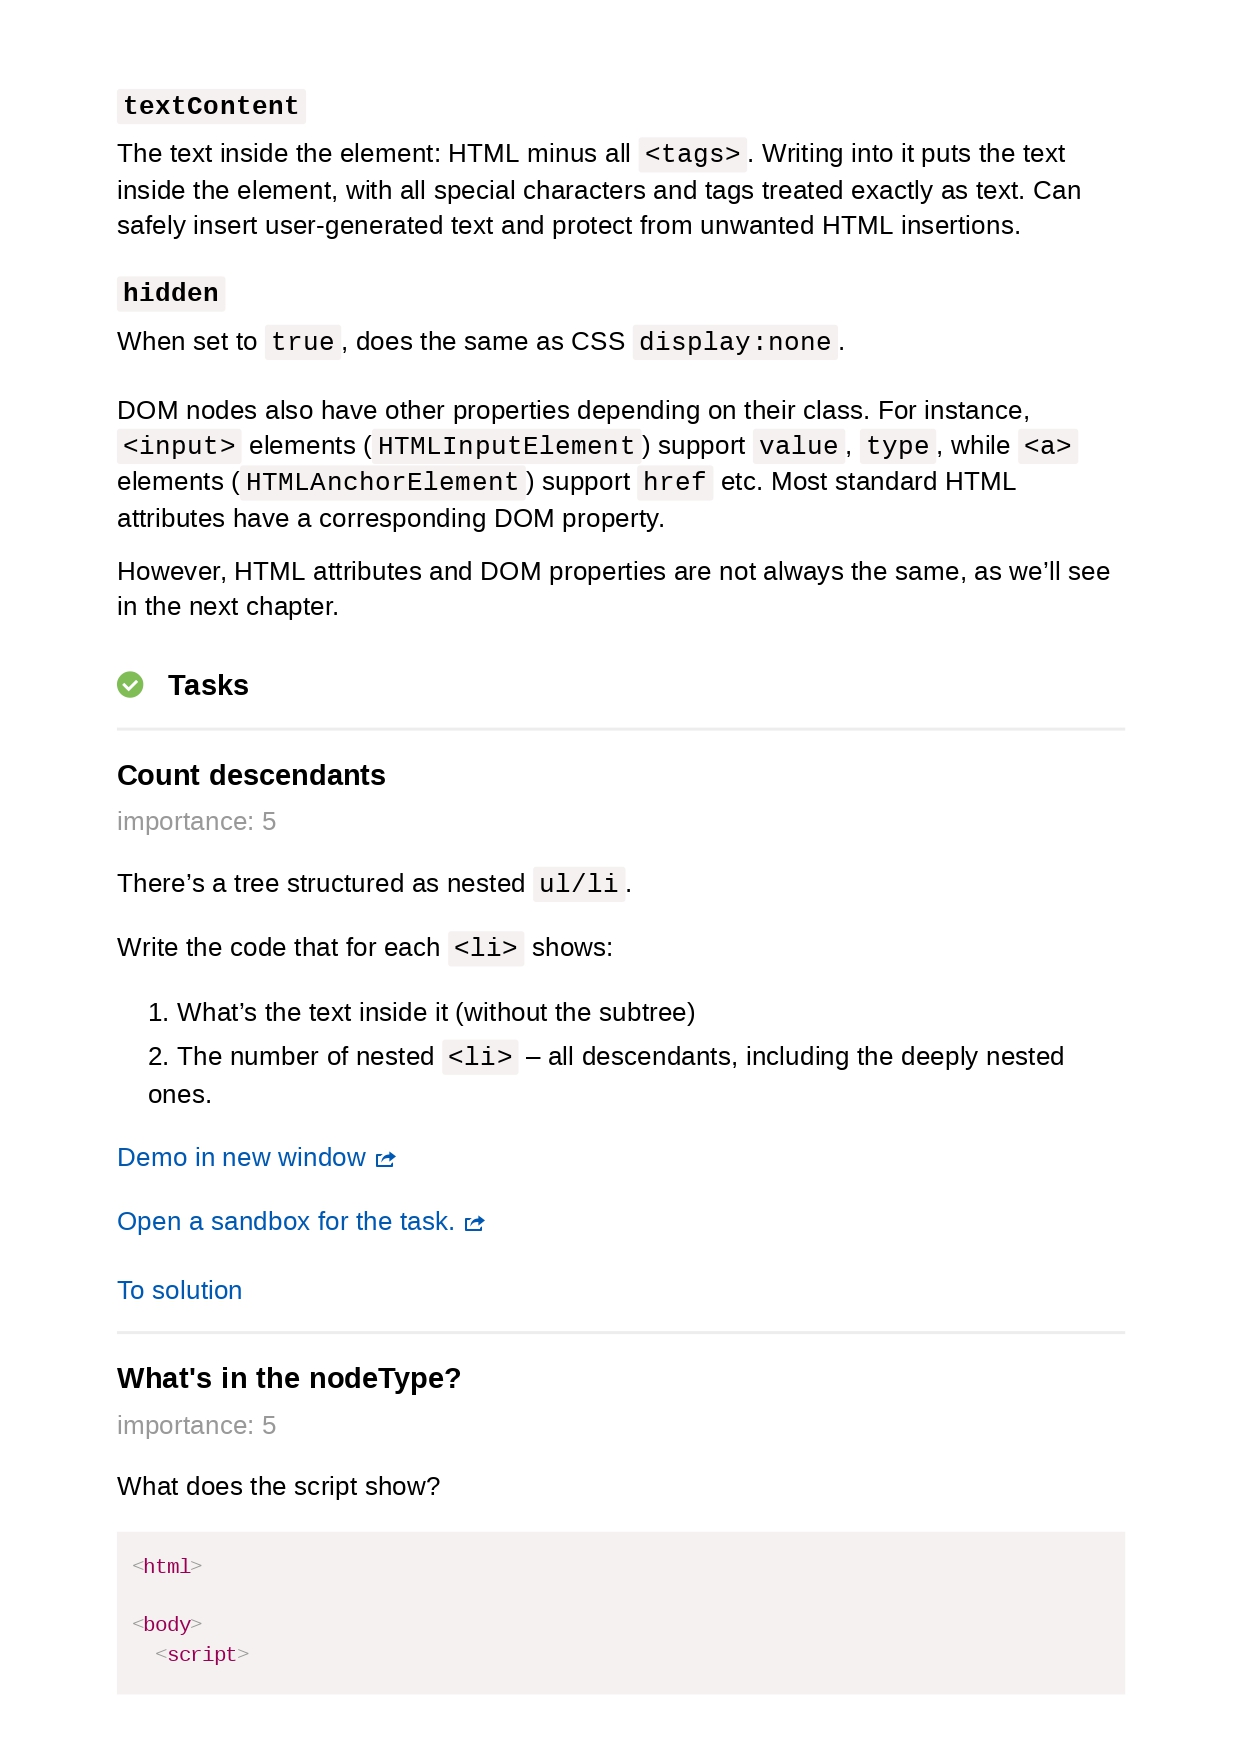 textContent
The text inside the element: HTML minus all <tags>. Writing into it puts the text
inside the element, with all special characters and tags treated exactly as text. Can
safely insert user-generated text and protect from unwanted HTML insertions.
hidden
When set to true, does the same as CSS display:none.
DOM nodes also have other properties depending on their class. For instance,
<input> elements (HTMLInputElement) support value, type, while <a>
elements (HTMLAnchorElement) support href etc. Most standard HTML
attributes have a corresponding DOM property.
However, HTML attributes and DOM properties are not always the same, as we’ll see
in the next chapter.
Tasks
Count descendants
importance: 5
There’s a tree structured as nested ul/li.
Write the code that for each <li> shows:
1. What’s the text inside it (without the subtree)
2. The number of nested <li> – all descendants, including the deeply nested
ones.
Demo in new window
Open a sandbox for the task.
To solution
What's in the nodeType?
importance: 5
What does the script show?
<html>
<body>
<script>